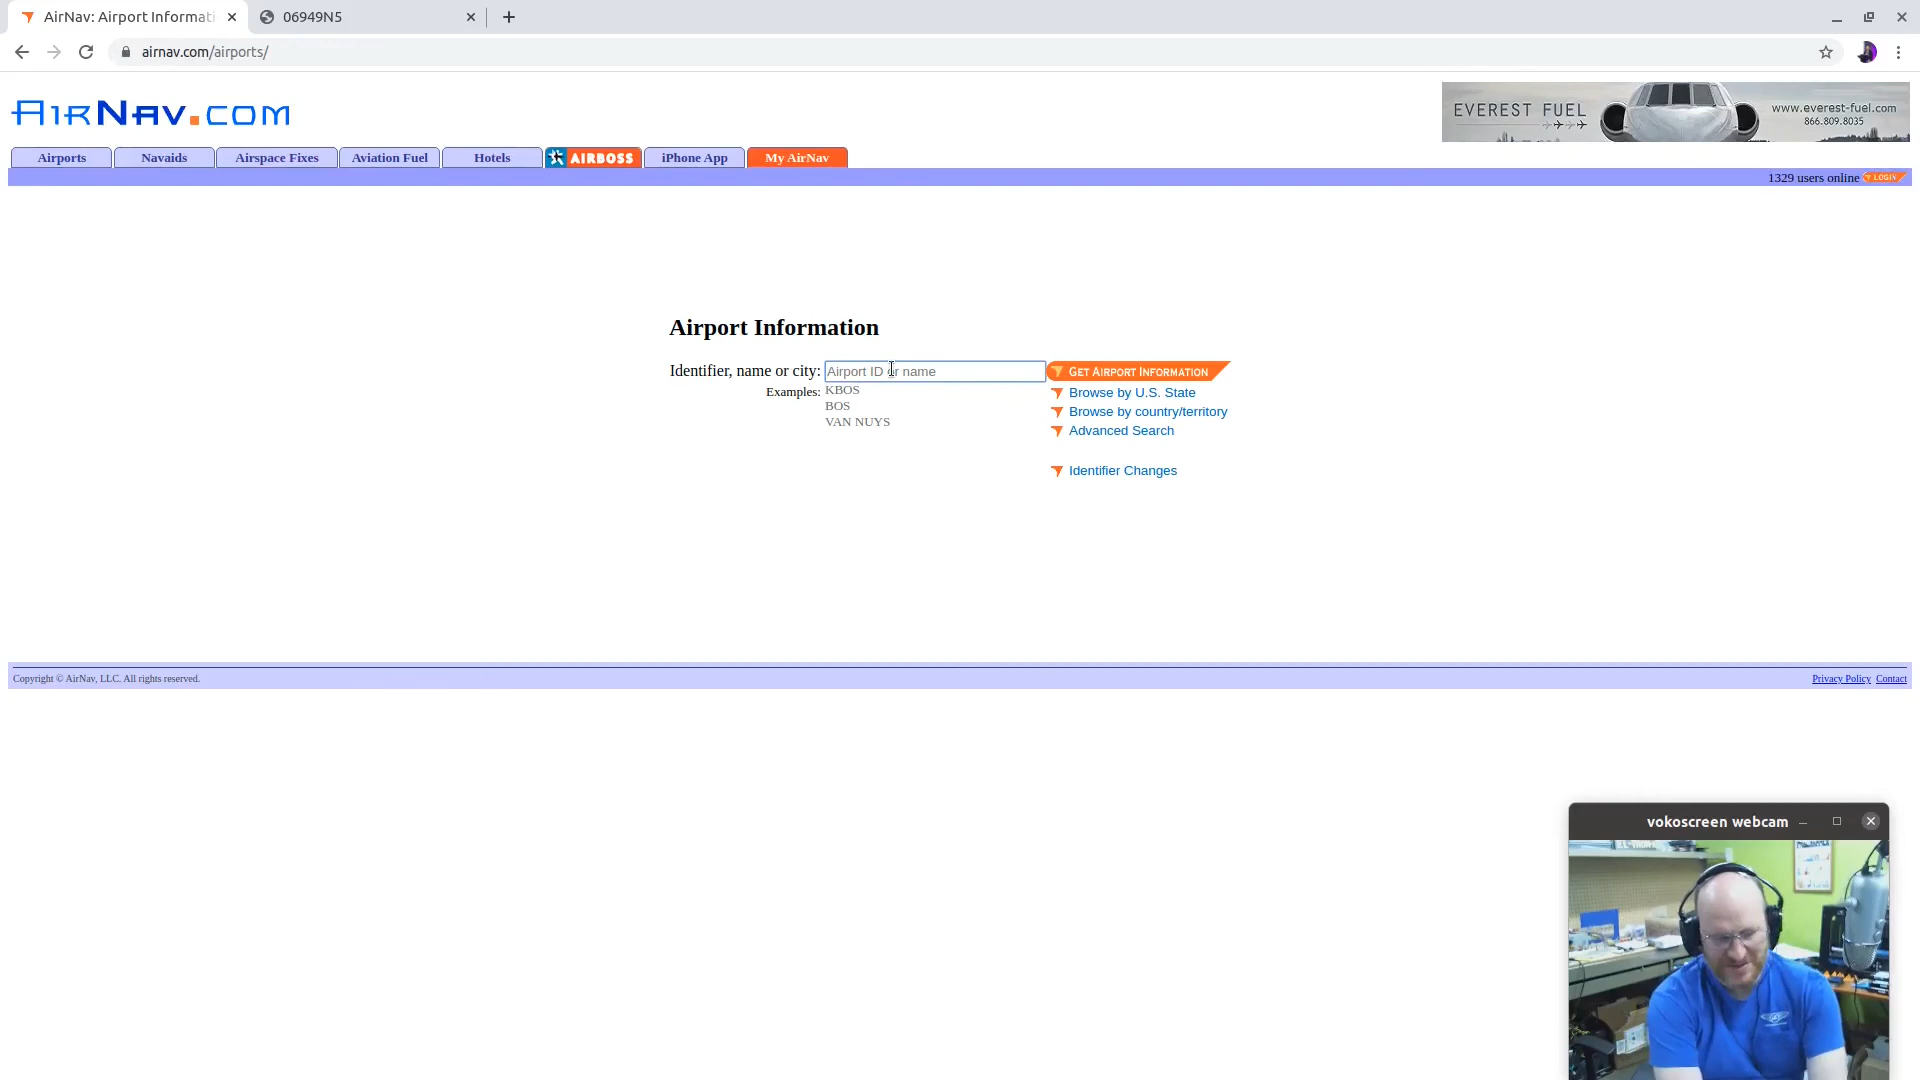 AirNav: Airport Informati
06949N5
airnav.com/airports/
AIRNAV.COM
EVEREST FUEL
www.everest-fuel.com
866.809.8035
Airports
Navaids
Airspace Fixes
Aviation Fuel
Hotels
AIRBOSS
iPhone App
My AirNav
1329 users online
LOGIN
Airport Information
Identifier, name or city:
Airport ID or name
GET AIRPORT INFORMATION
Examples:
KBOS
BOS
VAN NUYS
Browse by U.S. State
Browse by country/territory
Advanced Search
Identifier Changes
Copyright © AirNav, LLC. All rights reserved.
Privacy Policy
Contact
vokoscreen webcam